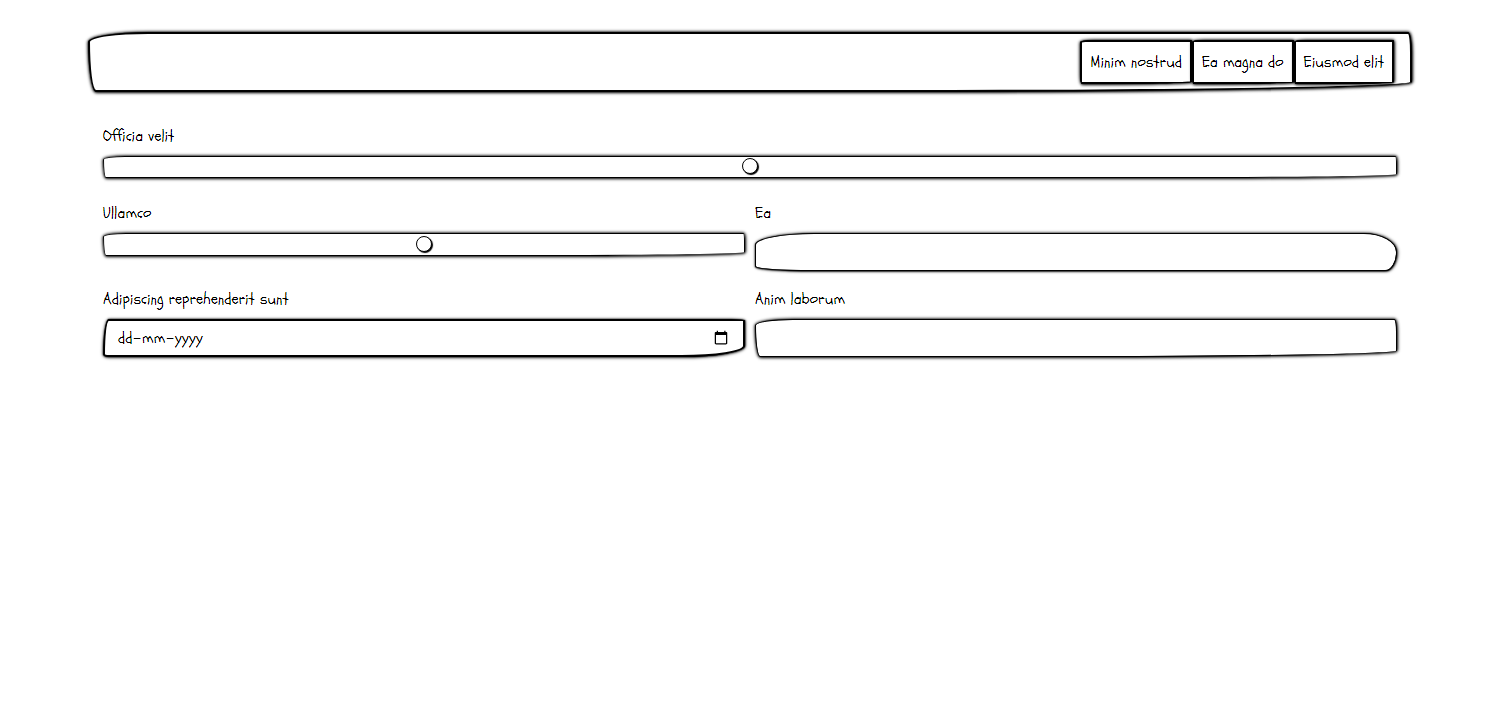 Minim nostrud Ea magna do Eiusmod elit
Officia velit
Ullamco Ea
Adipiscing reprehenderit sunt Anim laborum
dd-mm-yyyy